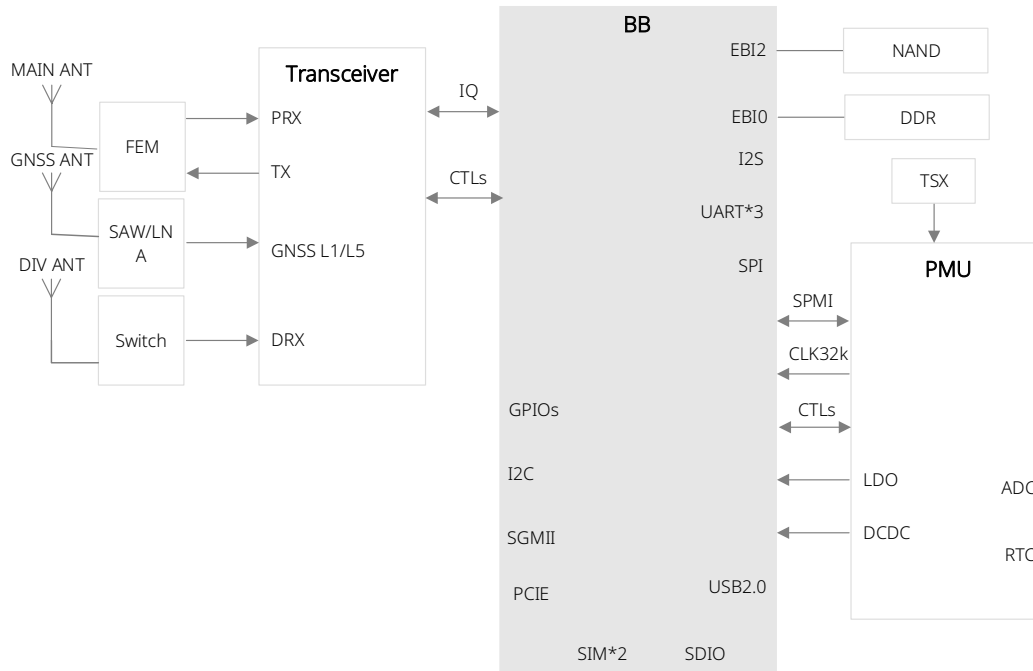 BB
EBI2
NAND
MAIN ANT
Transceiver
IQ
PRX
EBI0
DDR
FEM
GNSS ANT
TX
I2S
CTLs
TSX
UART*3
SAW/LN
A
GNSS L1/L5
DIV ANT
SPI
PMU
SPMI
Switch
DRX
CLK32k
GPIOs
CTLs
I2C
LDO
ADC
SGMII
DCDC
RTC
PCIE
USB2.0
SIM*2
SDIO